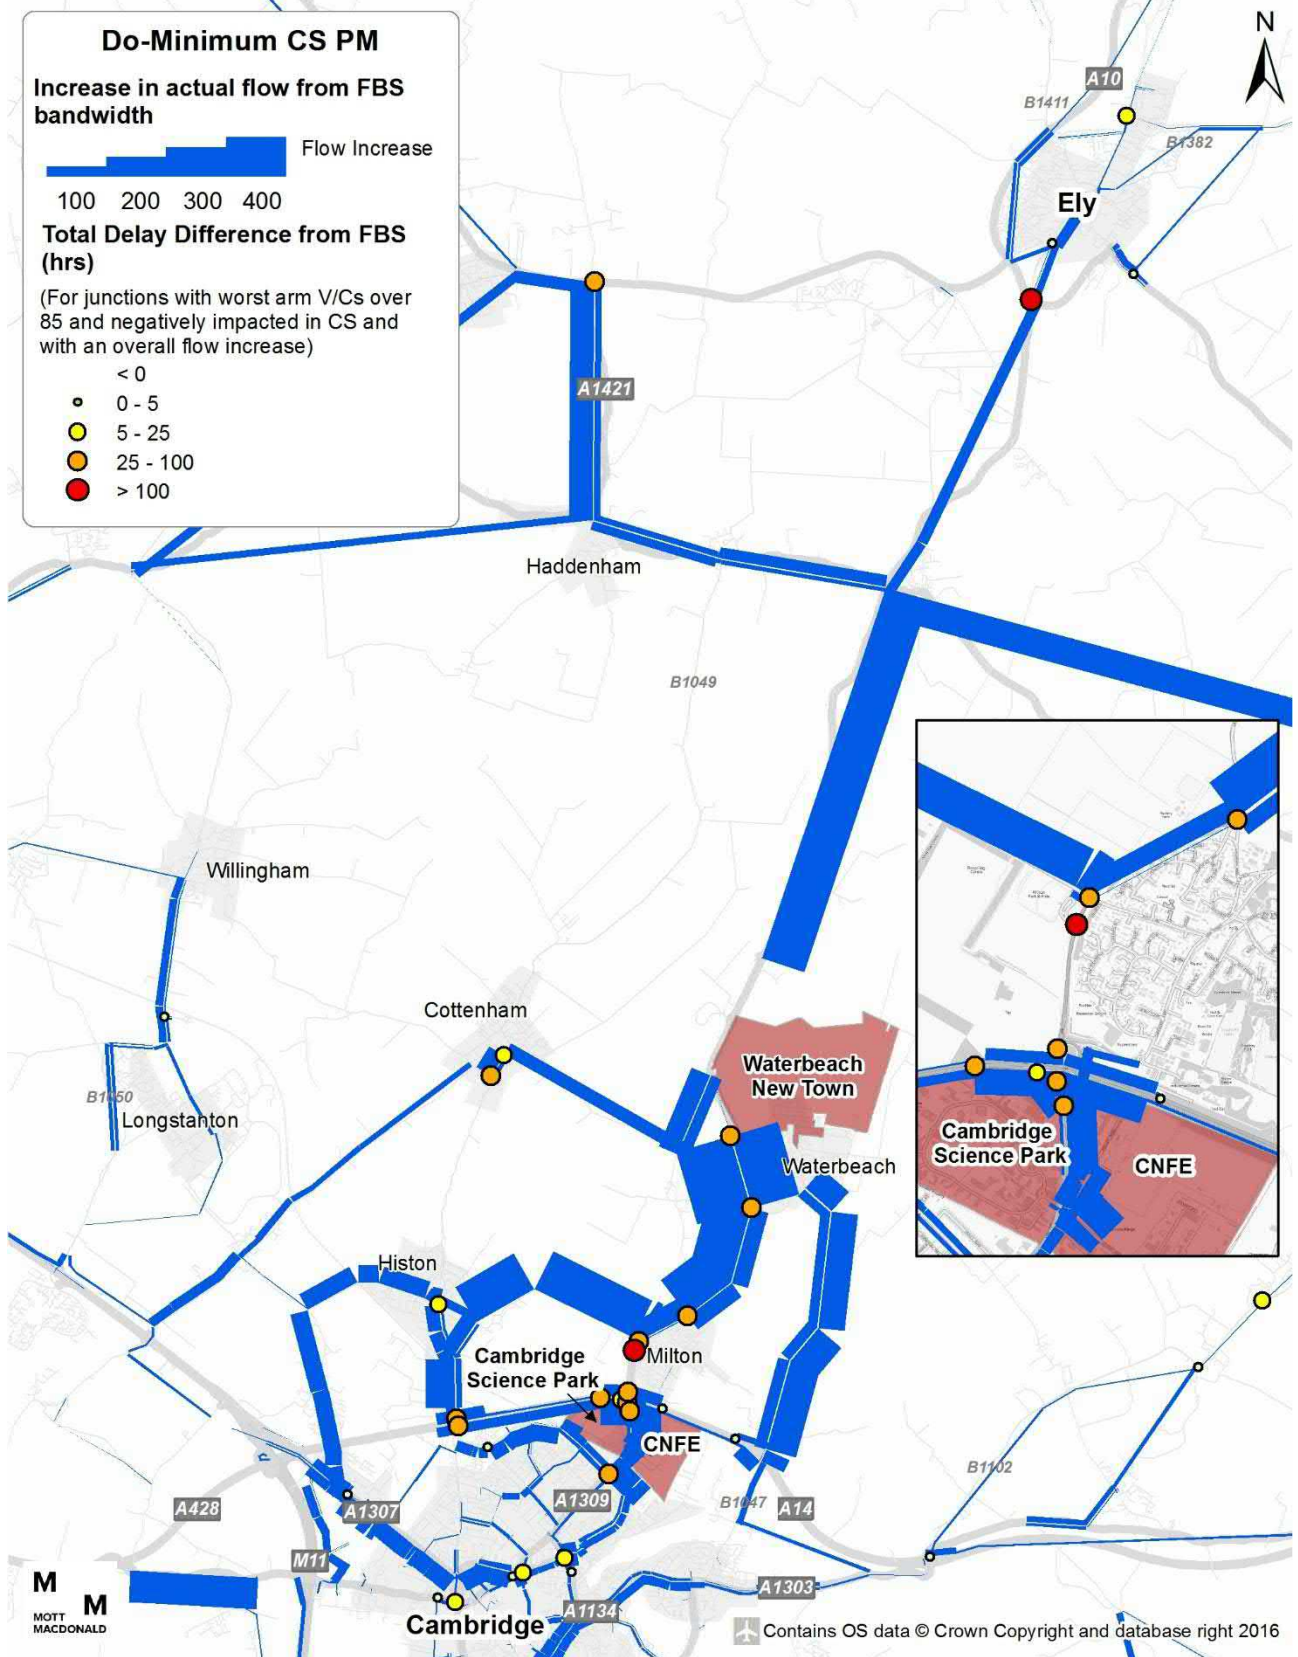 Do-Minimum CS PM
Increase in actual flow from FBS
bandwidth
Flow Increase
100 200 300 400
Total Delay Difference from FBS
(hrs)
(For junctions with worst arm V/Cs over
85 and negatively impacted in CS and
with an overall flow increase)
< 0
0 - 5
5 - 25
25 - 100
> 100
N
A10
B1411
B1382
Ely
A1421
Haddenham
B1049
Willingham
Cottenham
Waterbeach
New Town
B1050
Longstanton
Waterbeach
Cambridge
Science Park
CNFE
Histon
Cambridge
Science Park
Milton
CNFE
B1102
A428
A1307
A1309
B1047
A14
M11
A1303
A1134
Cambridge
M
M
MOTT
MACDONALD
Contains OS data © Crown Copyright and database right 2016